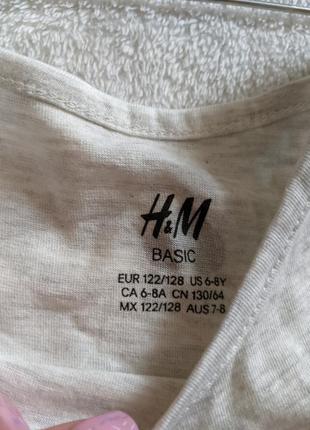 H&M
BASIC
EUR 122/128 US 6-8Y
CA 6-8A CN 130/64
MX 122/128 AUS 7-8